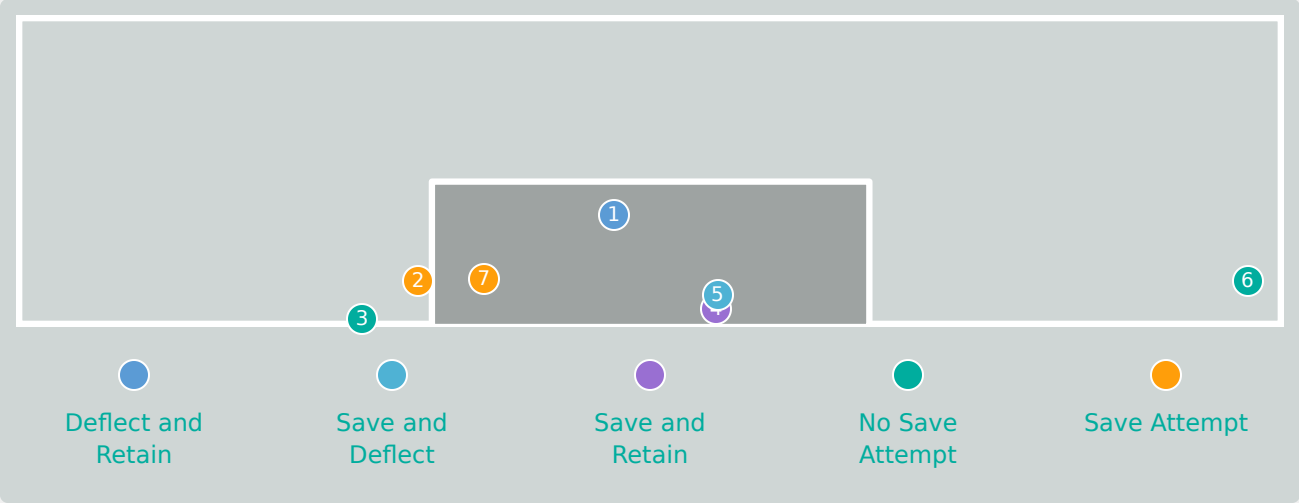 1
2
7
5
6
3
Deflect and
Retain
Save and
Deflect
Save and
Retain
No Save
Attempt
Save Attempt